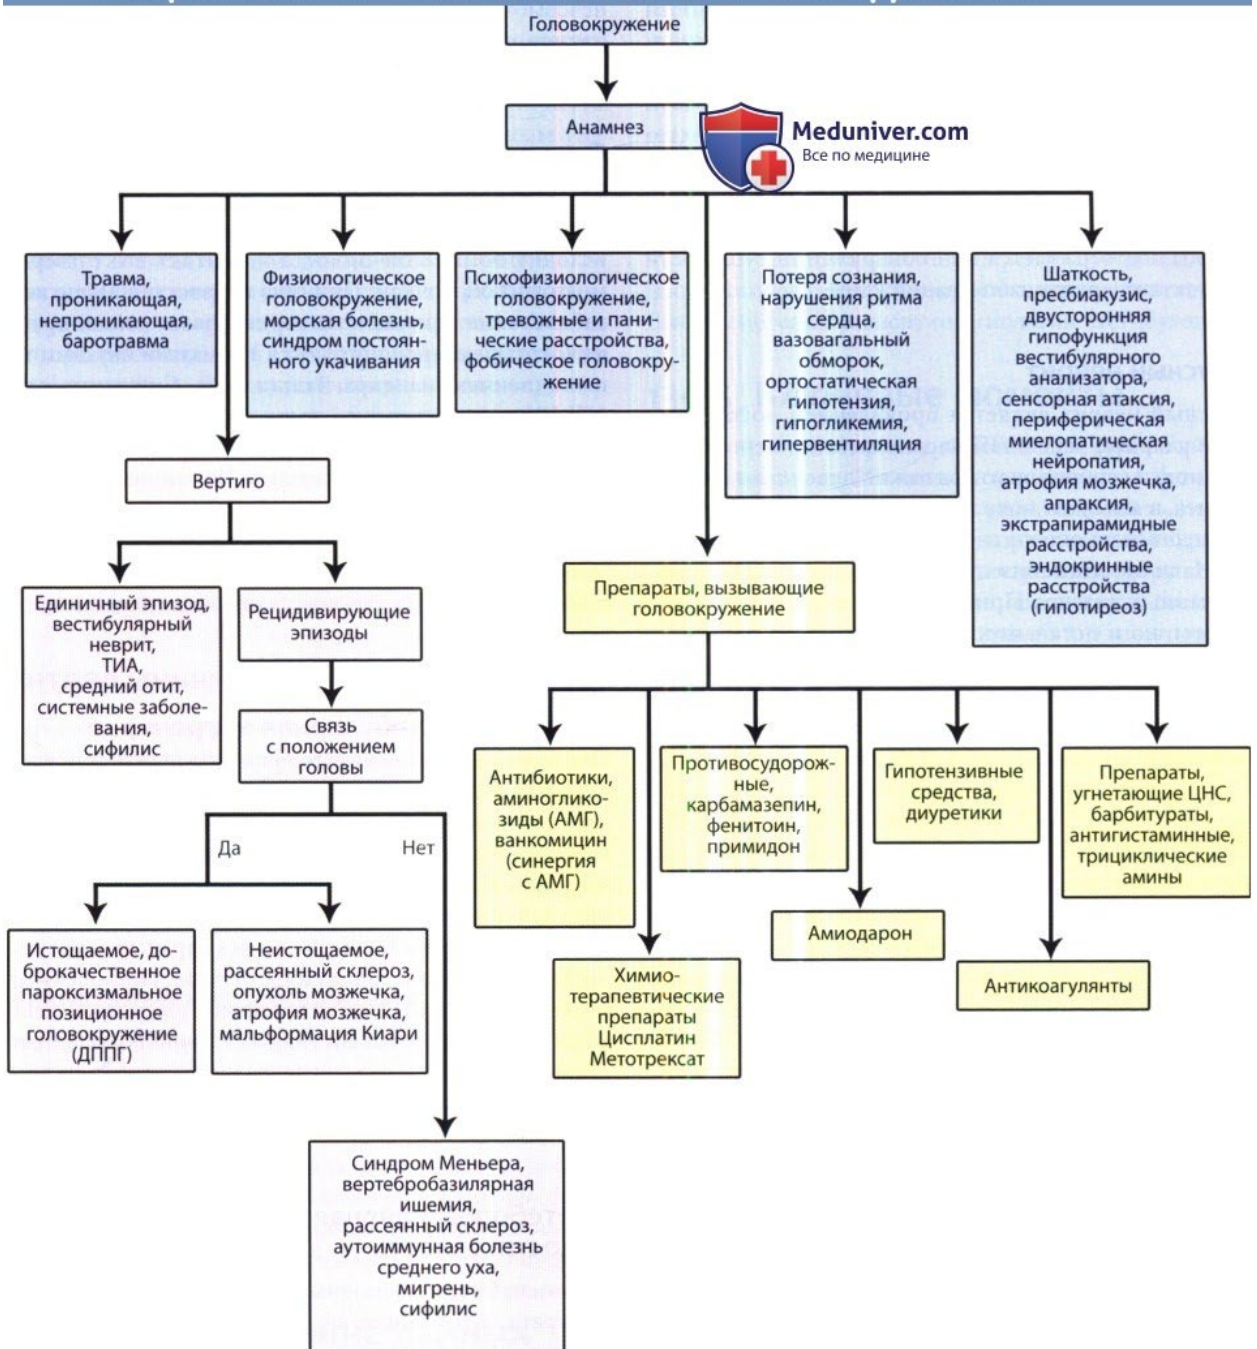 Головокружение
Анамнез
Meduniver.com
Все по медицине
Травма,
проникающая,
непроникающая,
баротравма
Физиологическое
головокружение,
морская болезнь,
синдром постоян-
ного укачивания
Психофизиологическое
головокружение,
тревожные и пани-
ческие расстройства,
фобическое головокру-
жение
Потеря сознания,
нарушения ритма
сердца,
вазовагальный
обморок,
ортостатическая
гипотензия,
гипогликемия,
гипервентиляция
Шаткость,
пресбиакузис,
двусторонняя
гипофункция
вестибулярного
анализатора,
сенсорная атаксия,
периферическая
миелопатическая
нейропатия,
атрофия мозжечка,
апраксия,
экстрапирамидные
расстройства,
эндокринные
расстройства
(гипотиреоз)
Вертиго
Единичный эпизод,
вестибулярный
неврит,
ТИА,
средний отит,
системные заболе-
вания,
сифилис
Рецидивирующие
эпизоды
Связь
с положением
головы
Да
Нет
Истощаемое, до-
брокачественное
пароксизмальное
позиционное
головокружение
(ДППГ)
Неистощаемое,
рассеянный склероз,
опухоль мозжечка,
атрофия мозжечка,
мальформация Киари
Синдром Меньера,
вертебробазилярная
ишемия,
рассеянный склероз,
аутоиммунная болезнь
среднего уха,
мигрень,
сифилис
Препараты, вызывающие
головокружение
Антибиотики,
аминоглико-
зиды (АМГ),
ванкомицин
(синергия
с АМГ)
Химио-
терапевтические
препараты
Цисплатин
Метотрексат
Противосудорож-
ные,
карбамазепин,
фенитоин,
примидон
Амиодарон
Гипотензивные
средства,
диуретики
Антикоагулянты
Препараты,
угнетающие ЦНС,
барбитураты,
антигистаминные,
трициклические
амины